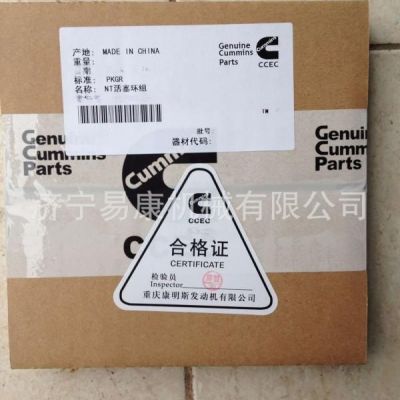 产地: MADE IN CHINA
重量:
标准: PKGR
名称: NT活塞环组
批号:
器材代码:
Genuine
Cummins
Parts
CCEC
Genuine
Cummins
Parts
Cummins
Genuine
Cummins
Parts
济宁易康机械有限公司
CCEC
合格证
CERTIFICATE
检验员
Inspector
重庆康明斯发动机有限公司